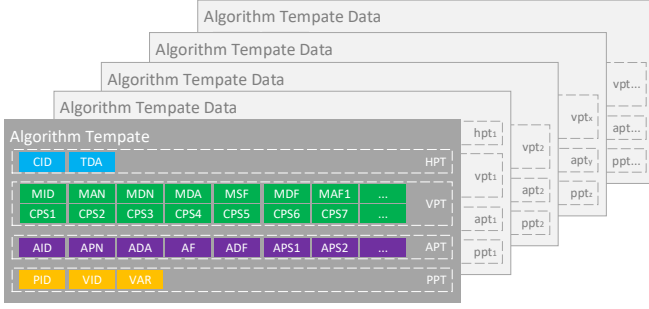 Algorithm Tempate Data
Algorithm Tempate Data
Algorithm Tempate Data
Algorithm Tempate Data
Algorithm Tempate
CID TDA HPT
MID MAN MDN MDA MSF MDF MAF1 ...
CPS1 CPS2 CPS3 CPS4 CPS5 CPS6 CPS7 ...
VPT
AID APN ADA AF ADF APS1 APS2 ... APT
PID VID VAR PPT
hpt₁
vpt₁
apt₁
ppt₁
vpt₂
apt₂
ppt₂
vptₓ
aptᵧ
ppt𝓏
vpt...
apt...
ppt...